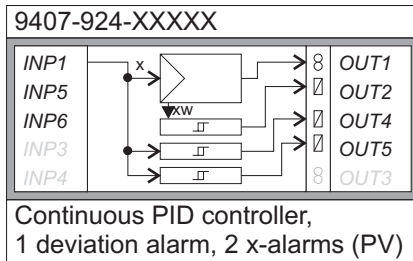 9407-924-XXXXX
INP1
x
OUT1
INP5
OUT2
xw
INP6
OUT4
INP3
OUT5
INP4
OUT3
Continuous PID controller,
1 deviation alarm, 2 x-alarms (PV)